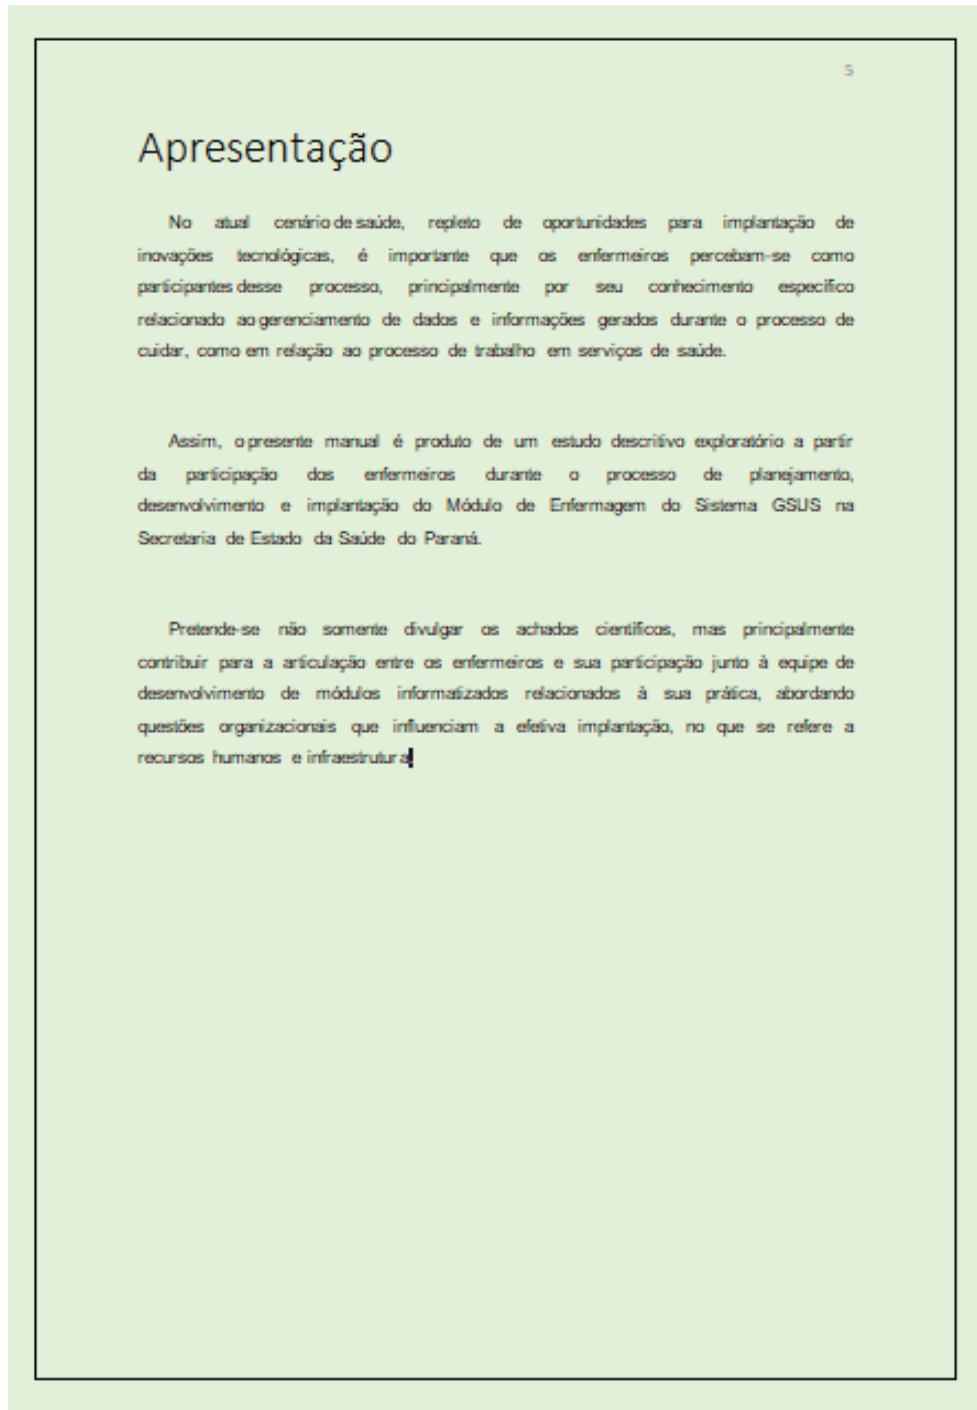 5
Apresentação
No atual cenário de saúde, repleto de oportunidades para implantação de
inovações tecnológicas, é importante que os enfermeiros percebam-se como
participantes desse processo, principalmente por seu conhecimento específico
relacionado ao gerenciamento de dados e informações gerados durante o processo de
cuidar, como em relação ao processo de trabalho em serviços de saúde.
Assim, o presente manual é produto de um estudo descritivo exploratório a partir
da participação dos enfermeiros durante o processo de planejamento,
desenvolvimento e implantação do Módulo de Enfermagem do Sistema GSUS na
Secretaria de Estado da Saúde do Paraná.
Pretende-se não somente divulgar os achados científicos, mas principalmente
contribuir para a articulação entre os enfermeiros e sua participação junto à equipe de
desenvolvimento de módulos informatizados relacionados à sua prática, abordando
questões organizacionais que influenciam a efetiva implantação, no que se refere a
recursos humanos e infraestrutura